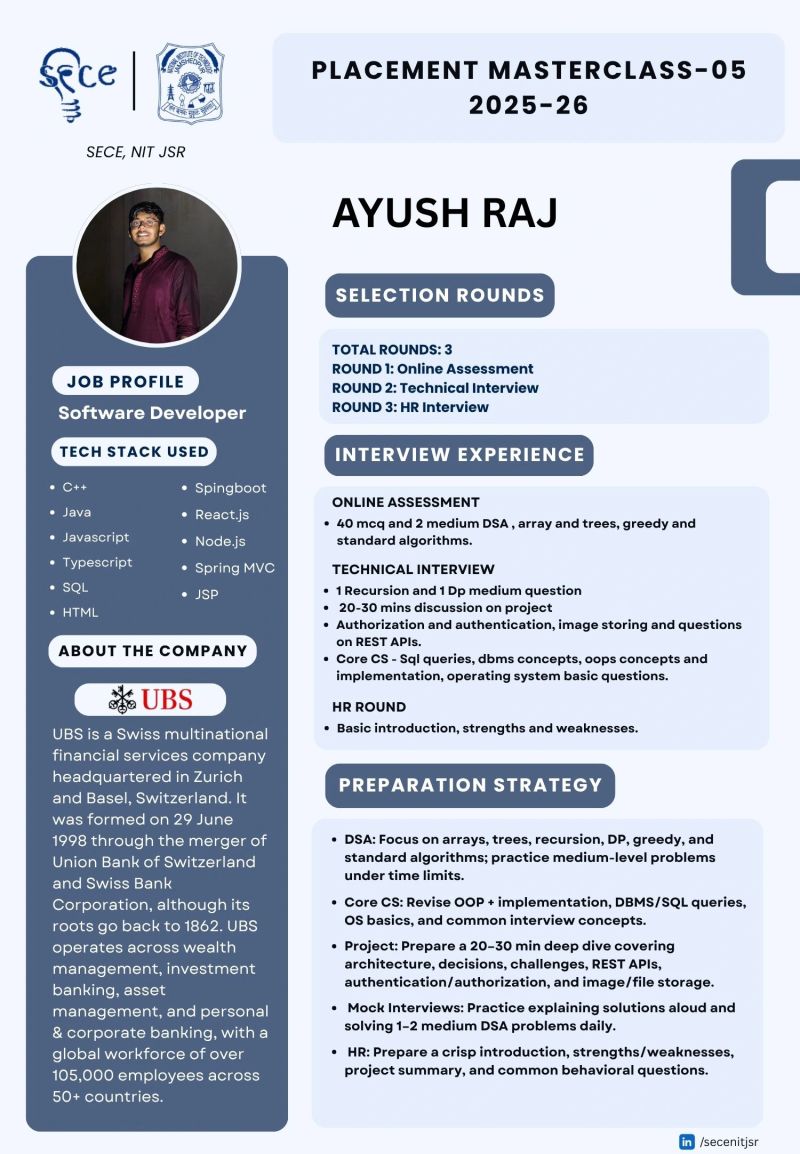 sece
NATIONAL INSTITUTE OF TECHNOLOGY
JAMSHEDPUR
SECE, NIT JSR
PLACEMENT MASTERCLASS-05
2025-26
AYUSH RAJ
JOB PROFILE
Software Developer
TECH STACK USED
C++
Java
Javascript
Typescript
SQL
HTML
Spingboot
React.js
Node.js
Spring MVC
JSP
ABOUT THE COMPANY
UBS
UBS is a Swiss multinational
financial services company
headquartered in Zurich
and Basel, Switzerland. It
was formed on 29 June
1998 through the merger of
Union Bank of Switzerland
and Swiss Bank
Corporation, although its
roots go back to 1862. UBS
operates across wealth
management, investment
banking, asset
management, and personal
& corporate banking, with a
global workforce of over
105,000 employees across
50+ countries.
SELECTION ROUNDS
TOTAL ROUNDS: 3
ROUND 1: Online Assessment
ROUND 2: Technical Interview
ROUND 3: HR Interview
INTERVIEW EXPERIENCE
ONLINE ASSESSMENT
• 40 mcq and 2 medium DSA , array and trees, greedy and
standard algorithms.
TECHNICAL INTERVIEW
• 1 Recursion and 1 Dp medium question
• 20-30 mins discussion on project
• Authorization and authentication, image storing and questions
on REST APIs.
• Core CS - Sql queries, dbms concepts, oops concepts and
implementation, operating system basic questions.
HR ROUND
• Basic introduction, strengths and weaknesses.
PREPARATION STRATEGY
• DSA: Focus on arrays, trees, recursion, DP, greedy, and
standard algorithms; practice medium-level problems
under time limits.
• Core CS: Revise OOP + implementation, DBMS/SQL queries,
OS basics, and common interview concepts.
• Project: Prepare a 20–30 min deep dive covering
architecture, decisions, challenges, REST APIs,
authentication/authorization, and image/file storage.
• Mock Interviews: Practice explaining solutions aloud and
solving 1–2 medium DSA problems daily.
• HR: Prepare a crisp introduction, strengths/weaknesses,
project summary, and common behavioral questions.
in /secenitjsr